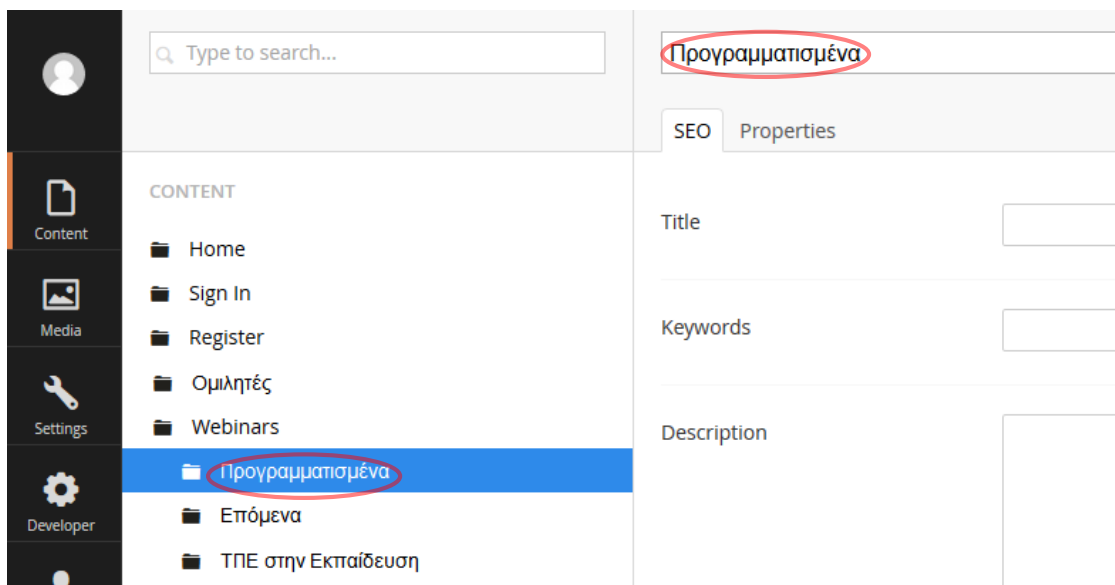 Type to search...
Προγραμματισμένα
SEO Properties
CONTENT
Content
Home
Title
Sign In
Media
Register
Keywords
Ομιλητές
Settings
Webinars
Description
Προγραμματισμένα
Developer
Επόμενα
ΤΠΕ στην Εκπαίδευση